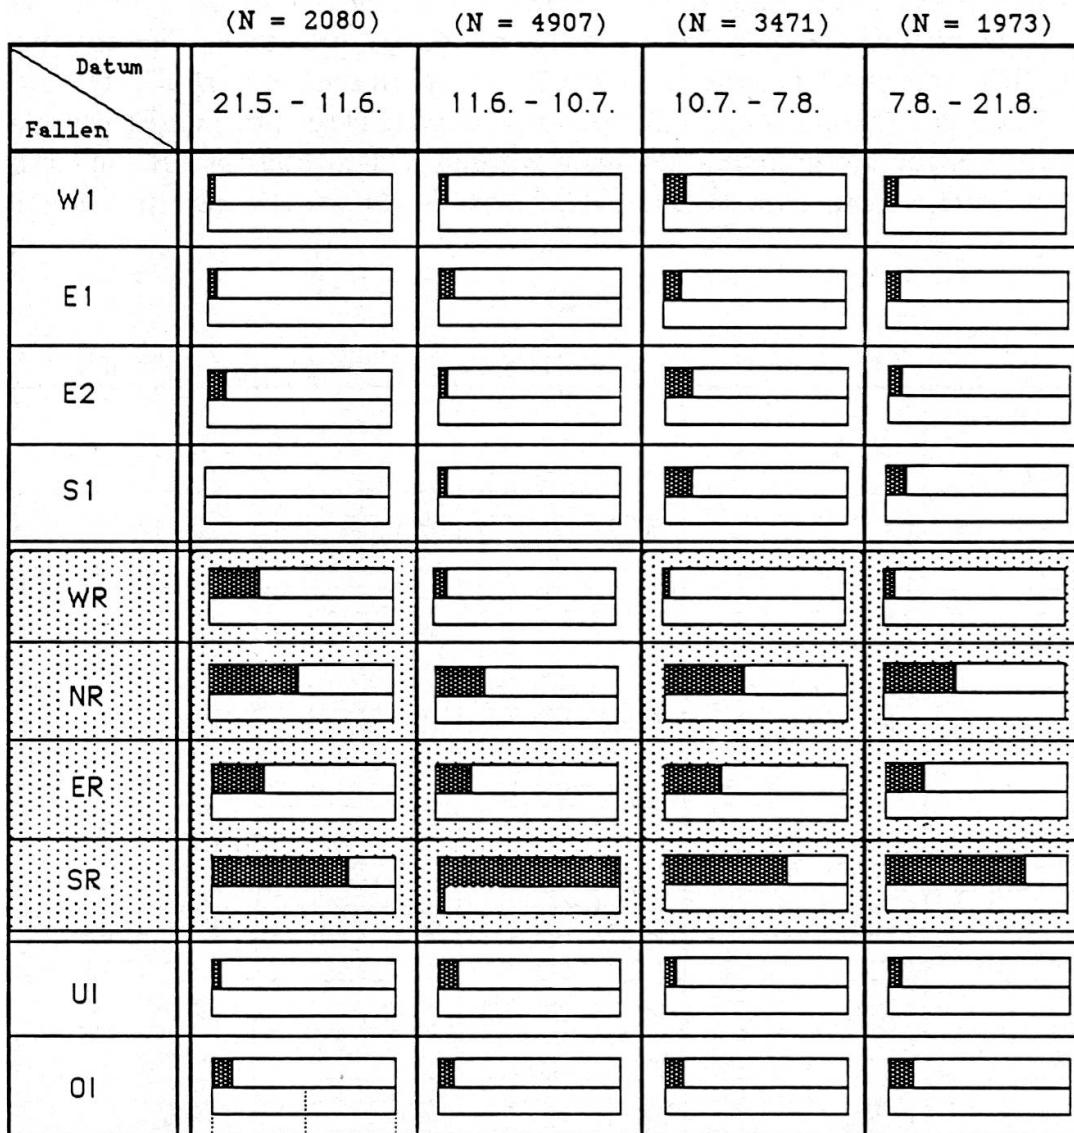 (N = 2080) (N = 4907) (N = 3471) (N = 1973)
Datum
Fallen
21.5. - 11.6. 11.6. - 10.7. 10.7. - 7.8. 7.8. - 21.8.
W1
E1
E2
S1
WR
NR
ER
SR
UI
OI